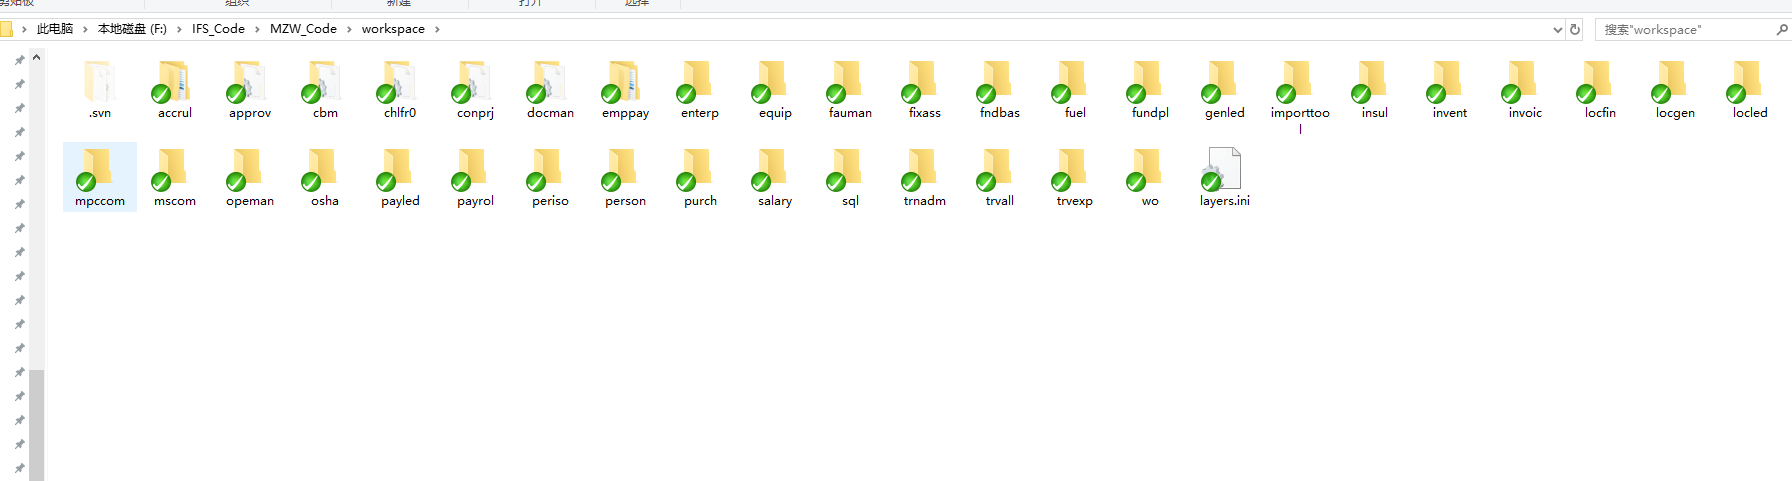 剪贴板 组织 新建 打开 选择
此电脑 本地磁盘 (F:) IFS_Code MZW_Code workspace 搜索"workspace"
.svn accrul approv cbm chlfr0 conprj docman emppay enterp equip fauman fixass fndbas fuel fundpl genled importtoo insul invent invoic locfin locgen locled
l
mpccom mscom opeman osha payled payrol periso person purch salary sql trnadm trvall trvexp wo layers.ini